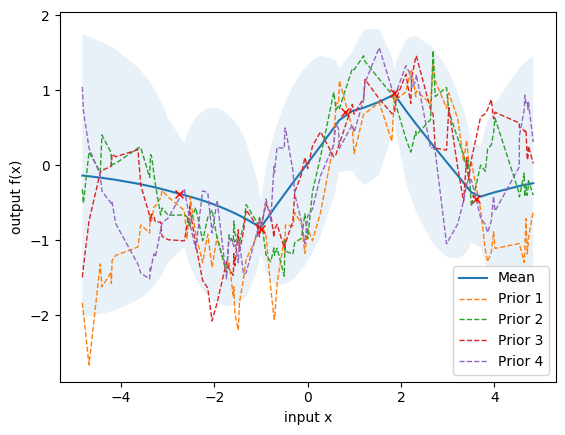 2
1
0
−1
−2
output f(x)
−4
−2
0
2
4
input x
Mean
Prior 1
Prior 2
Prior 3
Prior 4